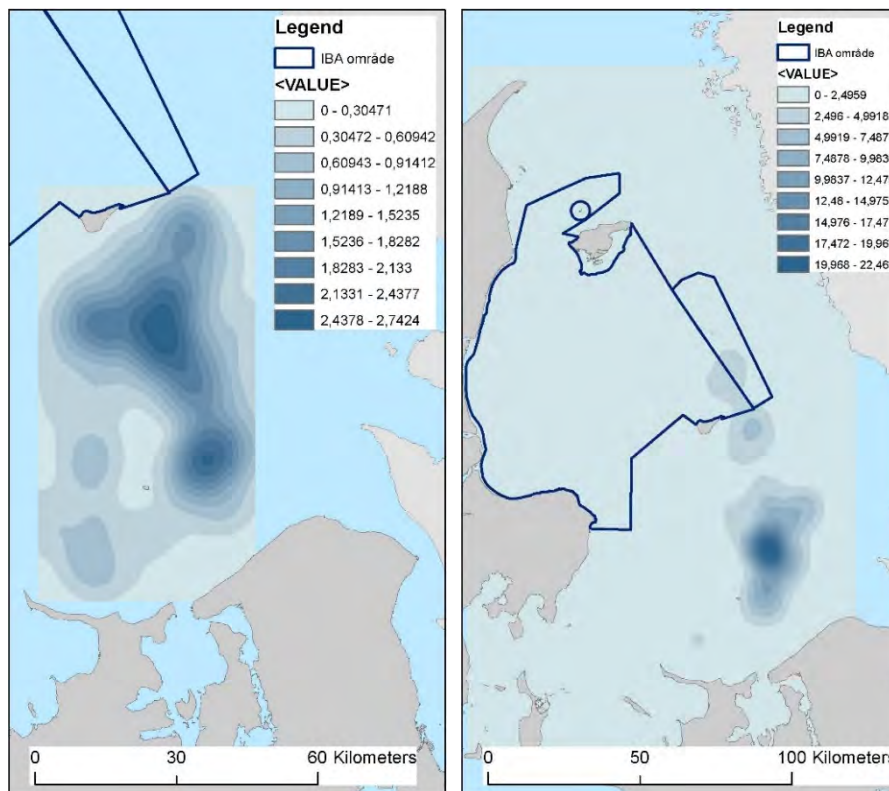 Legend
IBA område
<VALUE>
0 - 0,30471
0,30472 - 0,60942
0,60943 - 0,91412
0,91413 - 1,2188
1,2189 - 1,5235
1,5236 - 1,8282
1,8283 - 2,133
2,1331 - 2,4377
2,4378 - 2,7424
0 30 60 Kilometers
Legend
IBA område
<VALUE>
0 - 2,4959
2,496 - 4,9918
4,9919 - 7,487
7,4878 - 9,983
9,9837 - 12,47
12,48 - 14,975
14,976 - 17,47
17,472 - 19,96
19,968 - 22,46
0 50 100 Kilometers